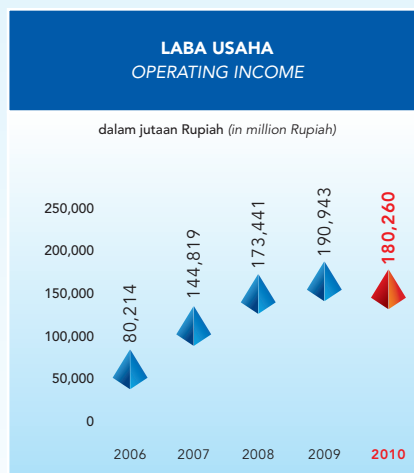 LABA USAHA
OPERATING INCOME
dalam jutaan Rupiah (in million Rupiah)
250,000
200,000
150,000
100,000
50,000
0
80,214
144,819
173,441
190,943
180,260
2006 2007 2008 2009 2010